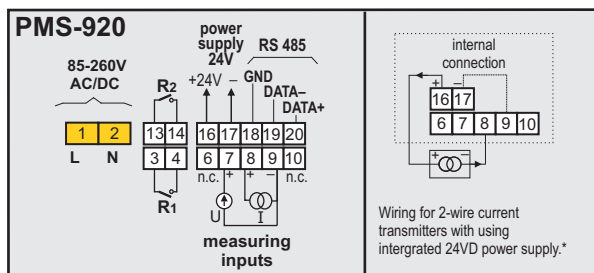 PMS-920
power
supply
24V
RS 485
85-260V
AC/DC
R2
+24V – GND
DATA–
DATA+
1 2
13 14 16 17 18 19 20
3 4 6 7 8 9 10
L N
n.c. + + – n.c.
R1
U I
measuring
inputs
internal
connection
+ –
16 17
6 7 8 9 10
+ –
Wiring for 2-wire current
transmitters with using
intergrated 24VD power supply.*